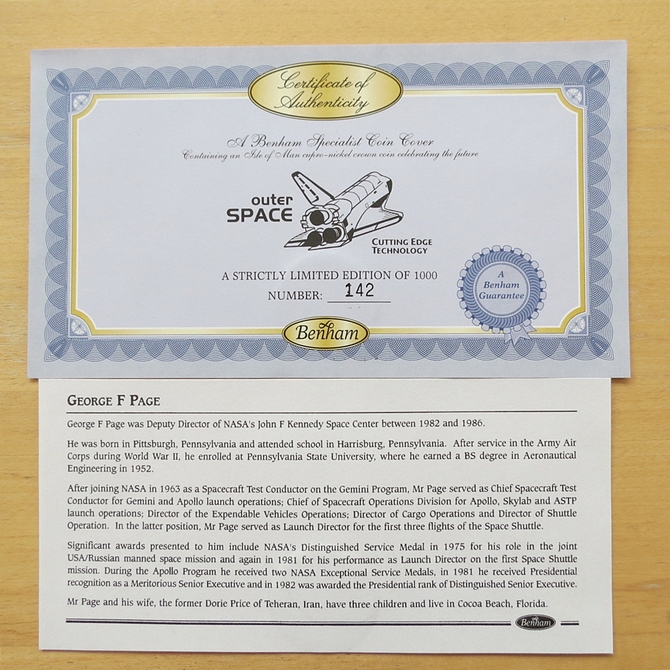 Certificate of
Authenticity
A Benham Specialist Coin Cover
Containing an Isle of Man cupro-nickel crown coin celebrating the future
outer
SPACE
CUTTING EDGE
TECHNOLOGY
A STRICTLY LIMITED EDITION OF 1000
NUMBER: 142
A
Benham
Guarantee
Benham
GEORGE F PAGE
George F Page was Deputy Director of NASA's John F Kennedy Space Center between 1982 and 1986.
He was born in Pittsburgh, Pennsylvania and attended school in Harrisburg, Pennsylvania. After service in the Army Air
Corps during World War II, he enrolled at Pennsylvania State University, where he earned a BS degree in Aeronautical
Engineering in 1952.
After joining NASA in 1963 as a Spacecraft Test Conductor on the Gemini Program, Mr Page served as Chief Spacecraft Test
Conductor for Gemini and Apollo launch operations; Chief of Spacecraft Operations Division for Apollo, Skylab and ASTP
launch operations; Director of the Expendable Vehicles Operations; Director of Cargo Operations and Director of Shuttle
Operation. In the latter position, Mr Page served as Launch Director for the first three flights of the Space Shuttle.
Significant awards presented to him include NASA's Distinguished Service Medal in 1975 for his role in the joint
USA/Russian manned space mission and again in 1981 for his performance as Launch Director on the first Space Shuttle
mission. During the Apollo Program he received two NASA Exceptional Service Medals, in 1981 he received Presidential
recognition as a Meritorious Senior Executive and in 1982 was awarded the Presidential rank of Distinguished Senior Executive.
Mr Page and his wife, the former Dorie Price of Teheran, Iran, have three children and live in Cocoa Beach, Florida.
Benham